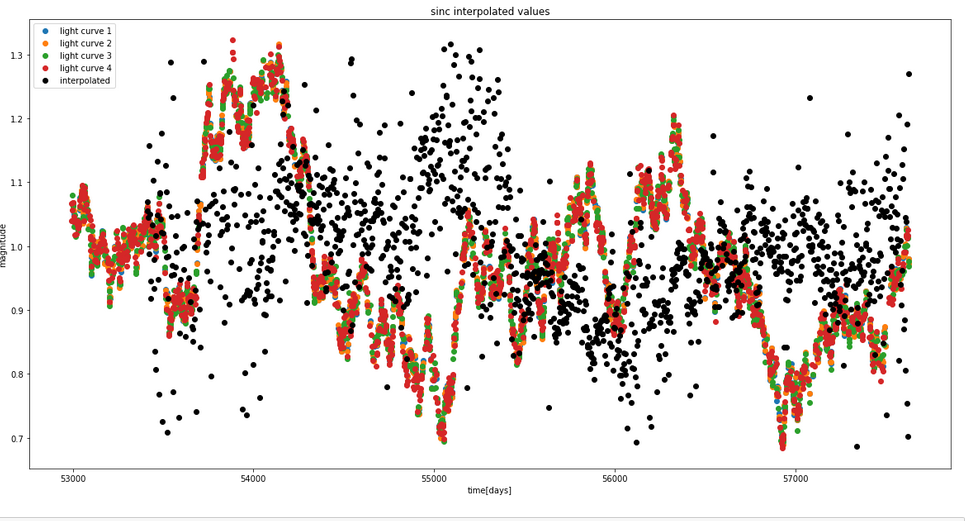 sinc interpolated values
light curve 1
light curve 2
light curve 3
light curve 4
interpolated
magnitude
1.3
1.2
1.1
1.0
0.9
0.8
0.7
53000 54000 55000 56000 57000
time[days]